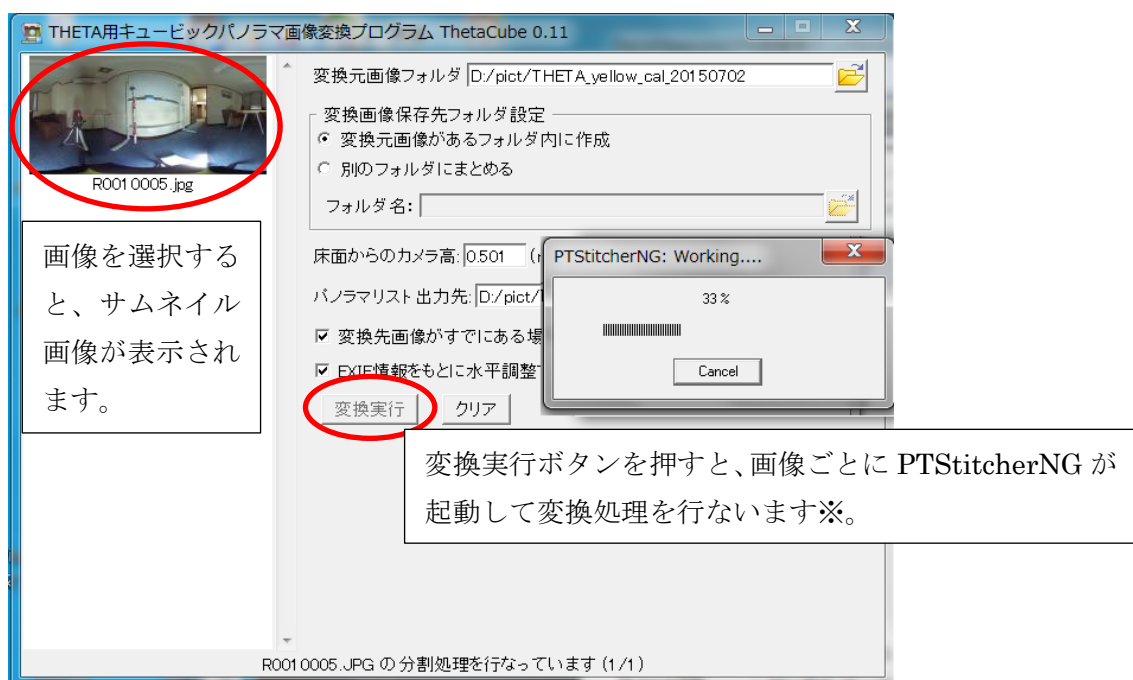 THETA用キュービックパノラマ画像変換プログラム ThetaCube 0.11
変換元画像フォルダ D:/pict/THETA_yellow_cal_20150702
変換画像保存先フォルダ設定
変換元画像があるフォルダ内に作成
別のフォルダにまとめる
R0010005.jpg
フォルダ名:
画像を選択する
と、サムネイル
画像が表示され
ます。
床面からのカメラ高: 0.501
パノラマリスト出力先: D:/pict/
変換先画像がすでにある場
EXIF情報をもとに水平調整
変換実行 クリア
PTStitcherNG: Working....
33 %
Cancel
変換実行ボタンを押すと、画像ごとに PTStitcherNG が
起動して変換処理を行ないます※。
R0010005.JPG の分割処理を行なっています (1/1)